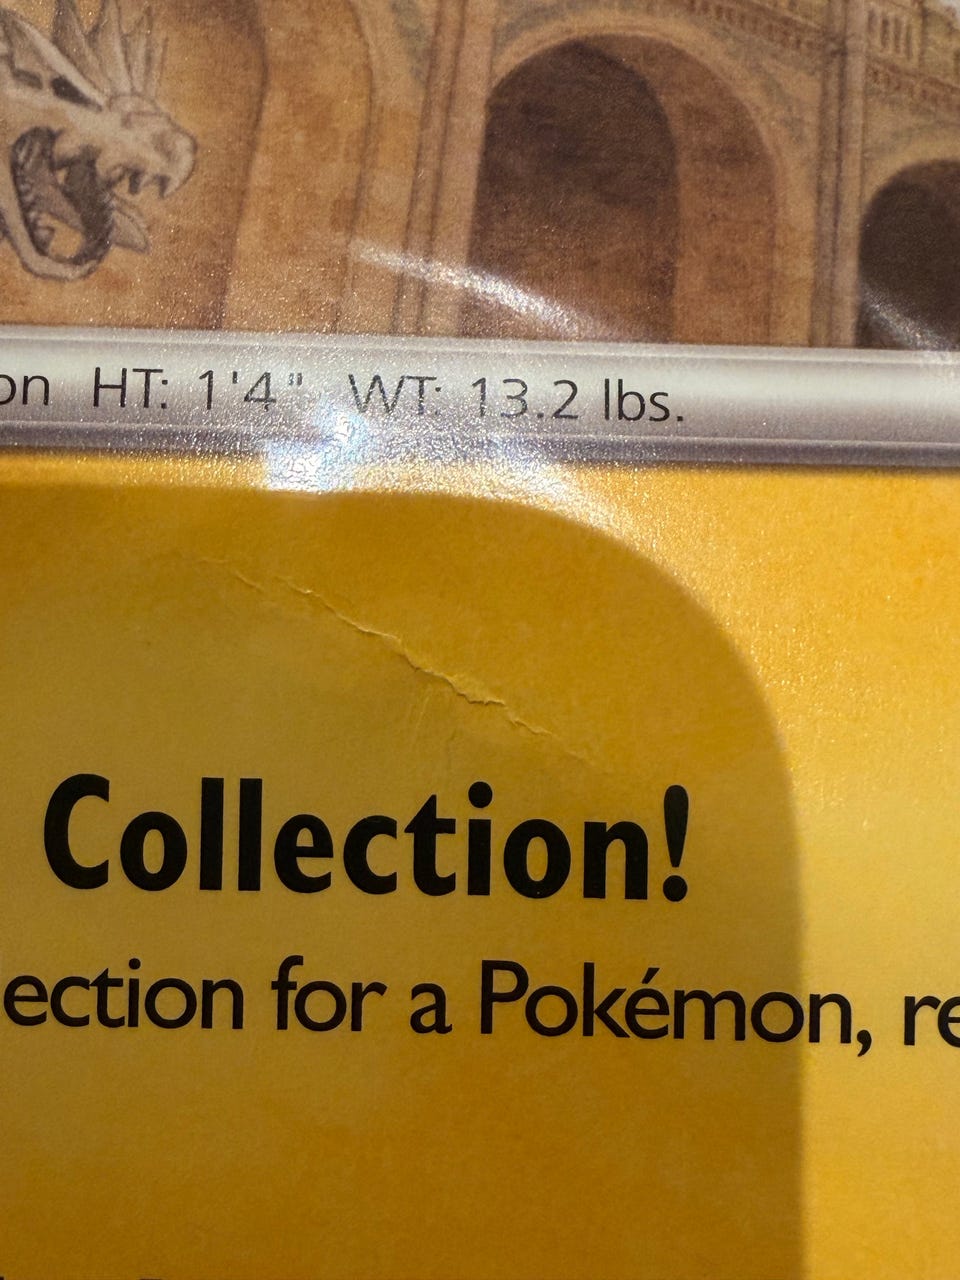 on HT: 1'4" WT: 13.2 lbs.
Collection!
ection for a Pokémon, re